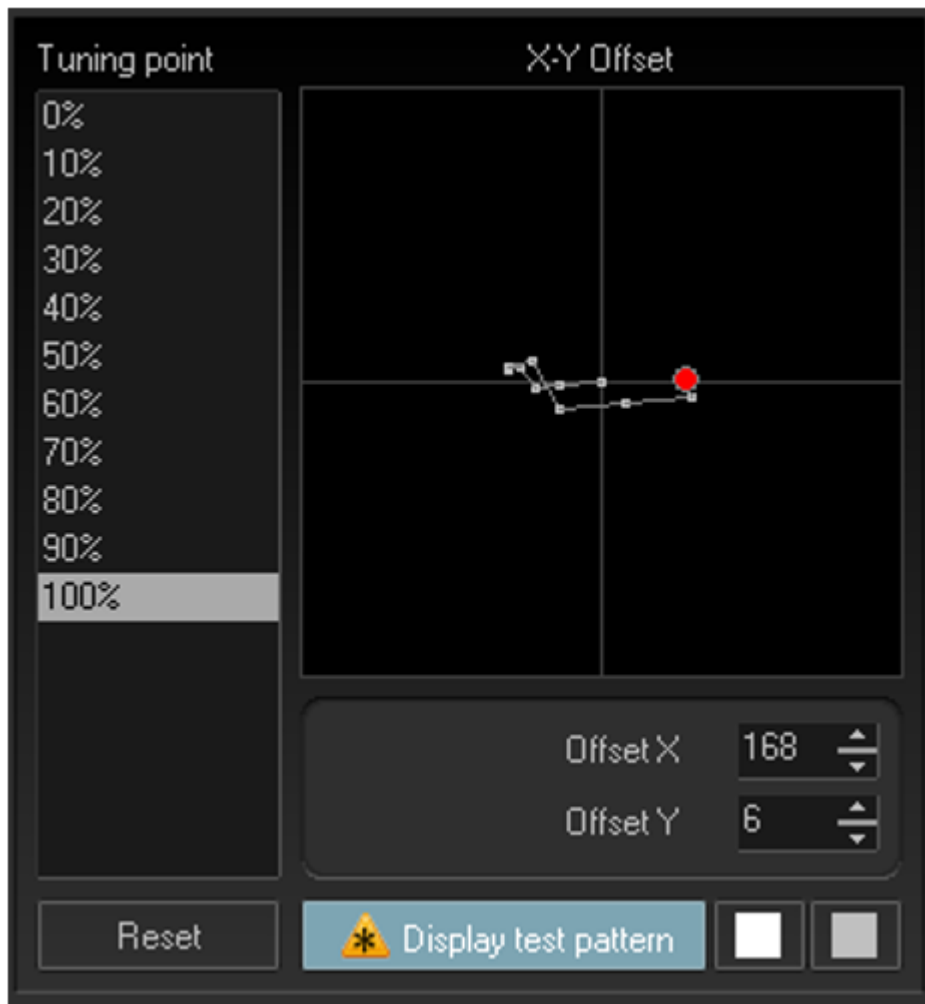 Tuning point
X-Y Offset
0%
10%
20%
30%
40%
50%
60%
70%
80%
90%
100%
Offset X 168
Offset Y 6
Reset
Display test pattern